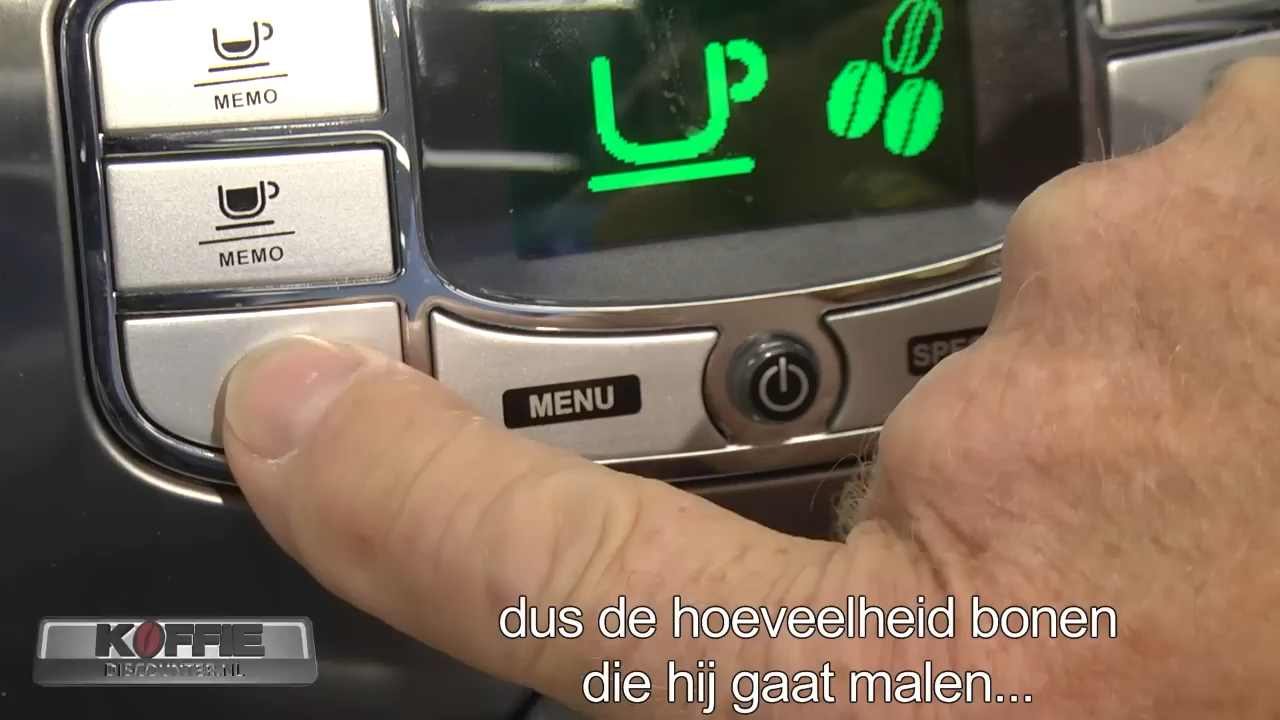 MEMO
MEMO
MENU
SPE
KOFFIE
DISCOUNTER.NL
dus de hoeveelheid bonen
die hij gaat malen...